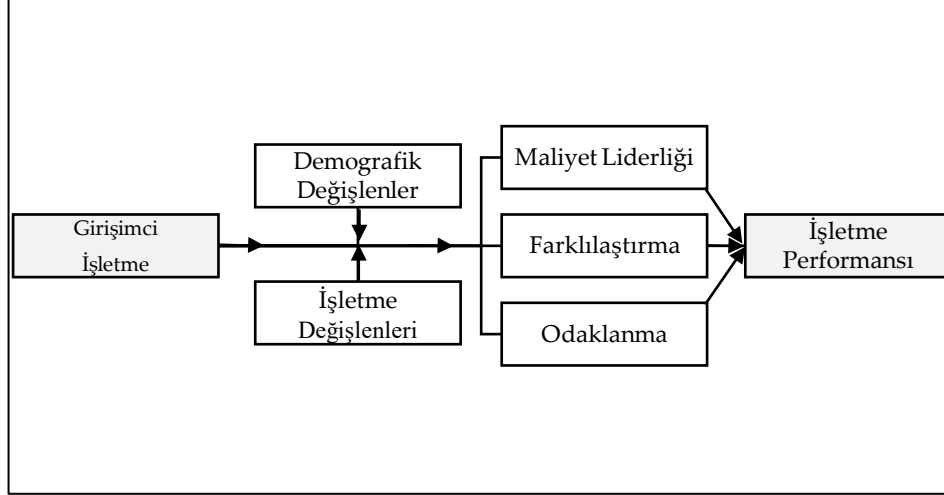 Girişimci
İşletme
Demografik
Değişlenler
İşletme
Değişlenleri
Maliyet Liderliği
Farklılaştırma
Odaklanma
İşletme
Performansı